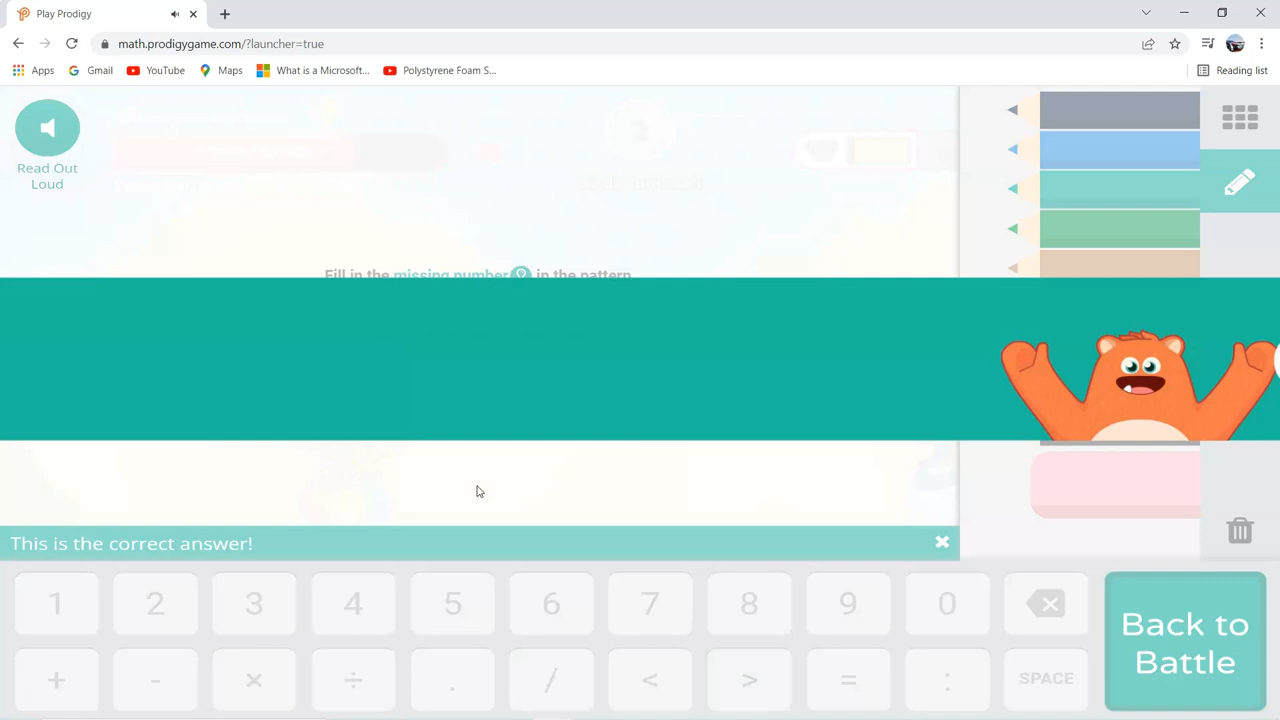 Play Prodigy
math.prodigygame.com/?launcher=true
Apps
Gmail
YouTube
Maps
What is a Microsoft...
Polystyrene Foam S...
Reading list
Read Out
Loud
Fill in the missing number in the pattern
This is the correct answer!
1 2 3 4 5 6 7 8 9 0
+ - × ÷ . / < > = : SPACE
Back to
Battle